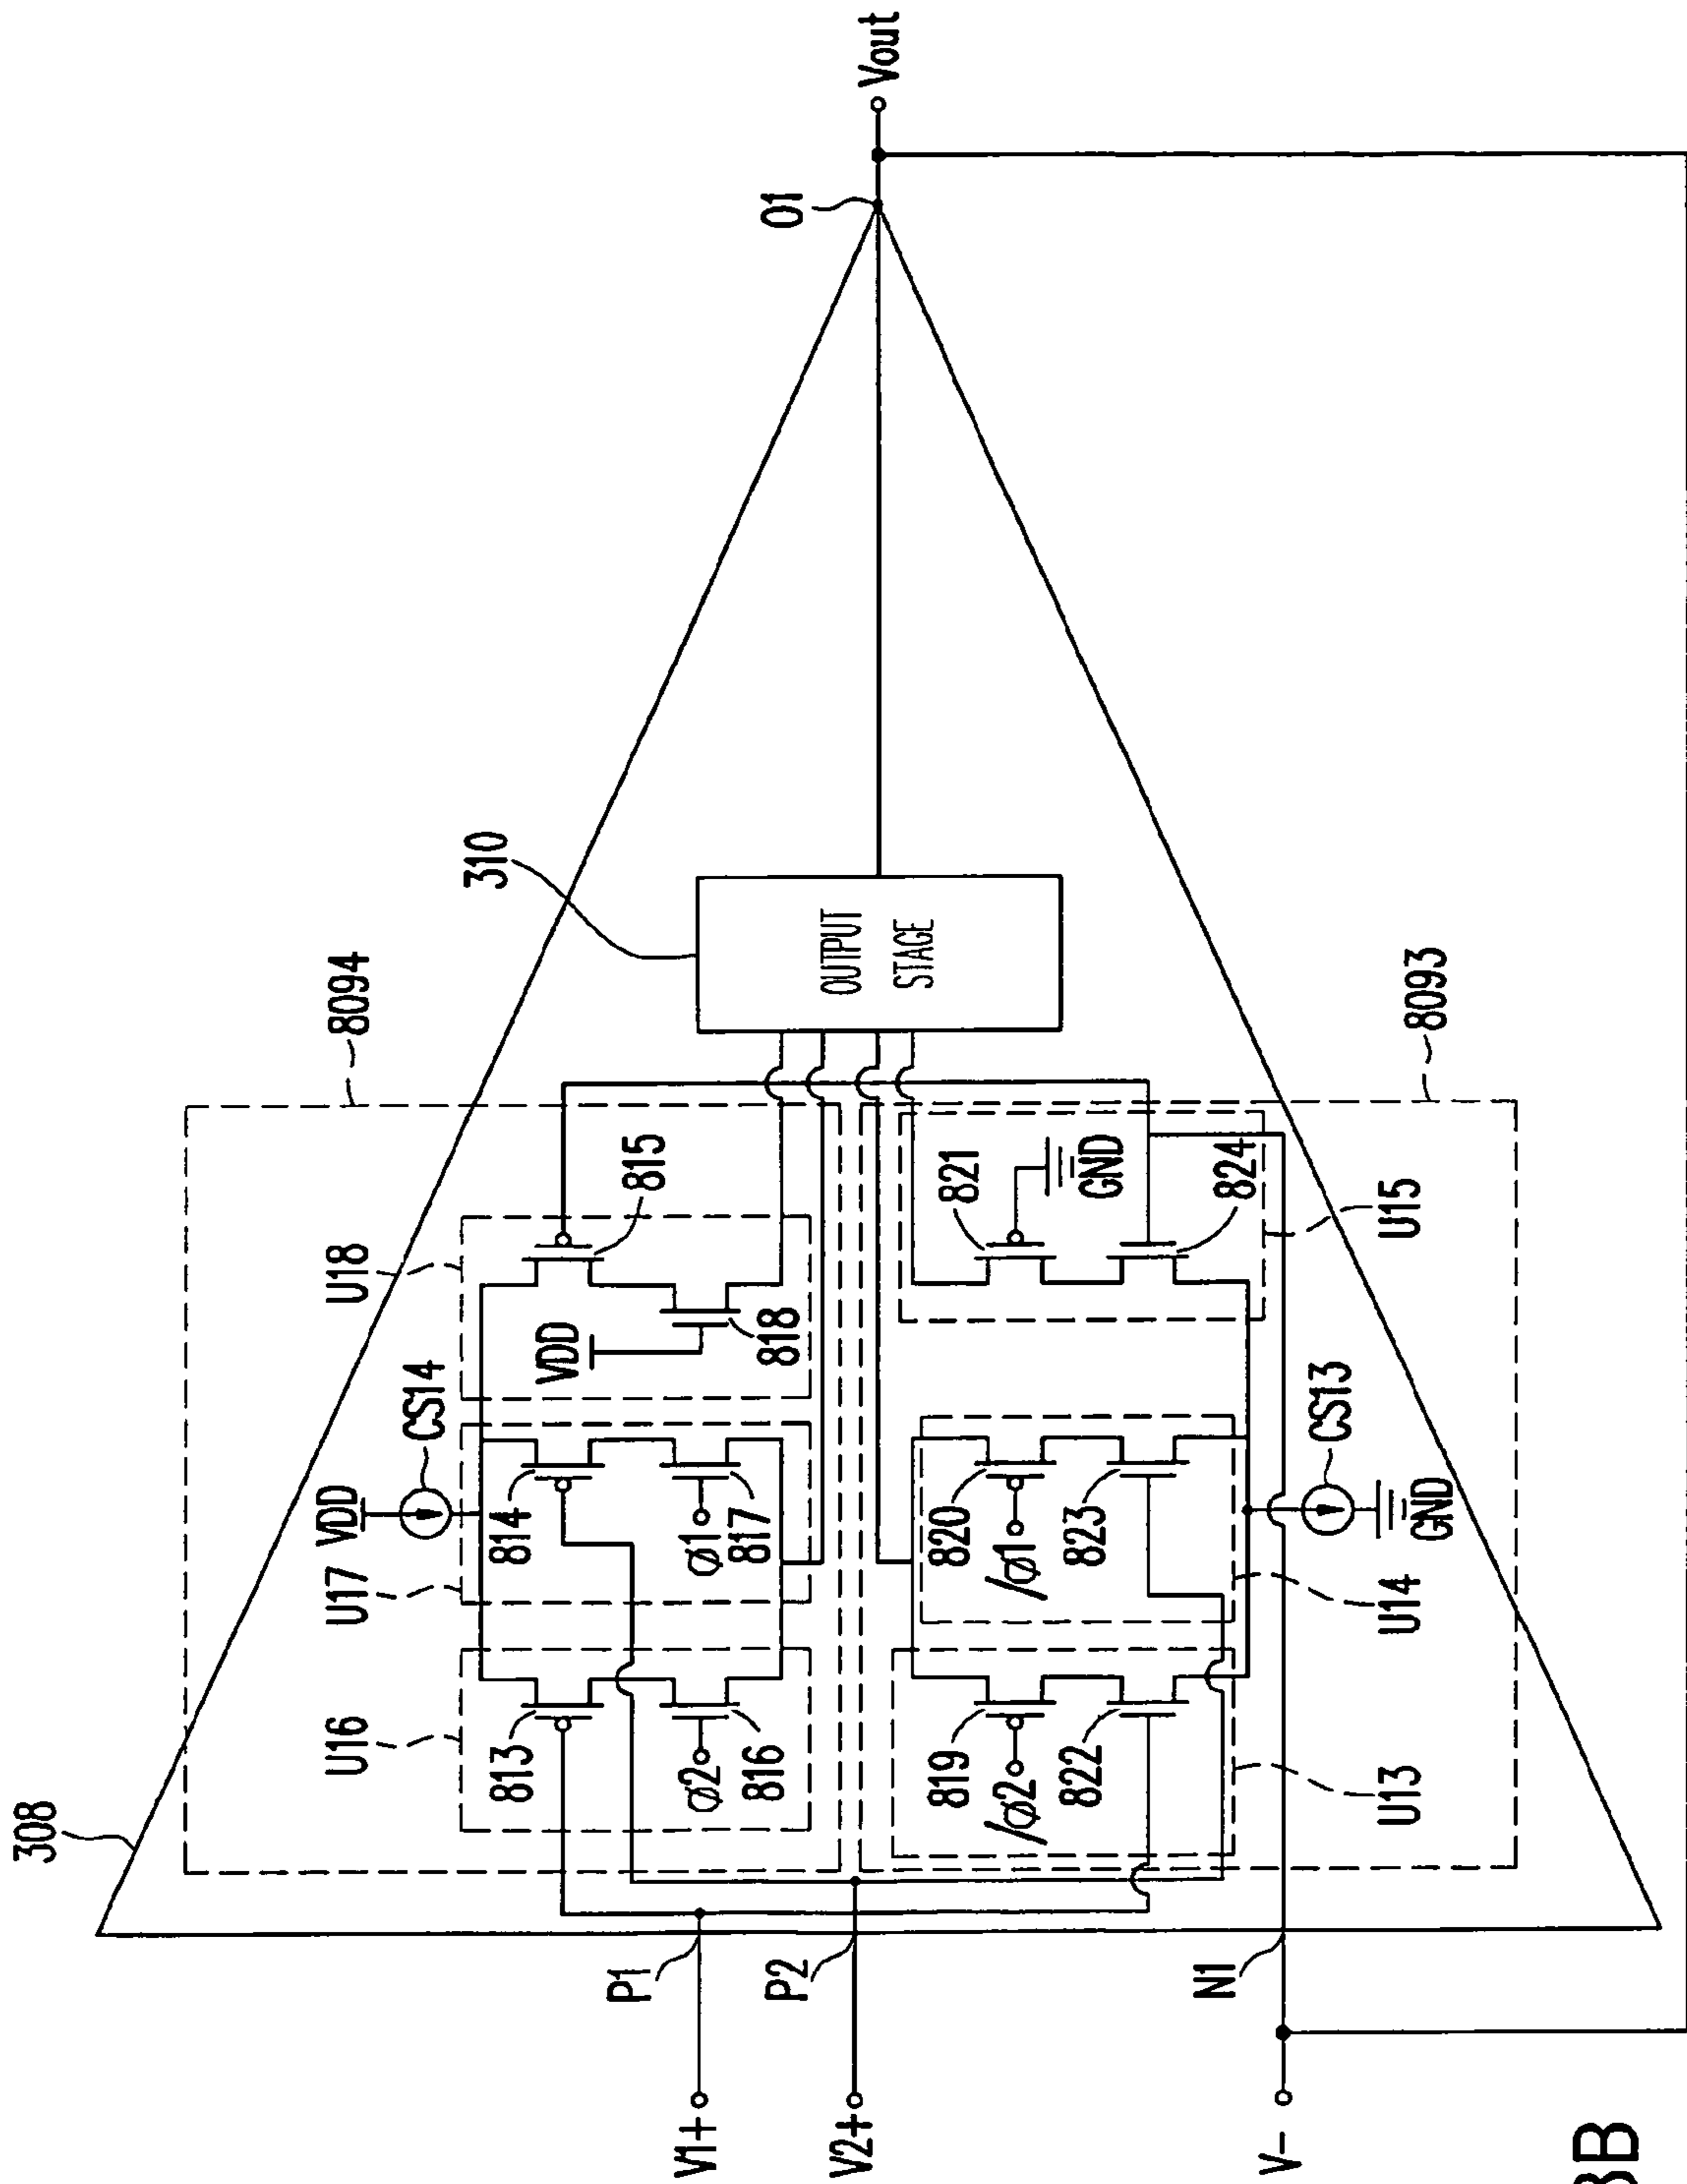 308
8094
U16
U17
U18
VDD
CS14
813
814
815
VDD
ø2
816
ø1
817
818
310
OUTPUT
STAGE
O1
Vout
V1+
P1
V2+
P2
819
/ø2
822
820
/ø1
823
821
GND
824
U13
U14
CS13
GND
U15
8093
V-
N1